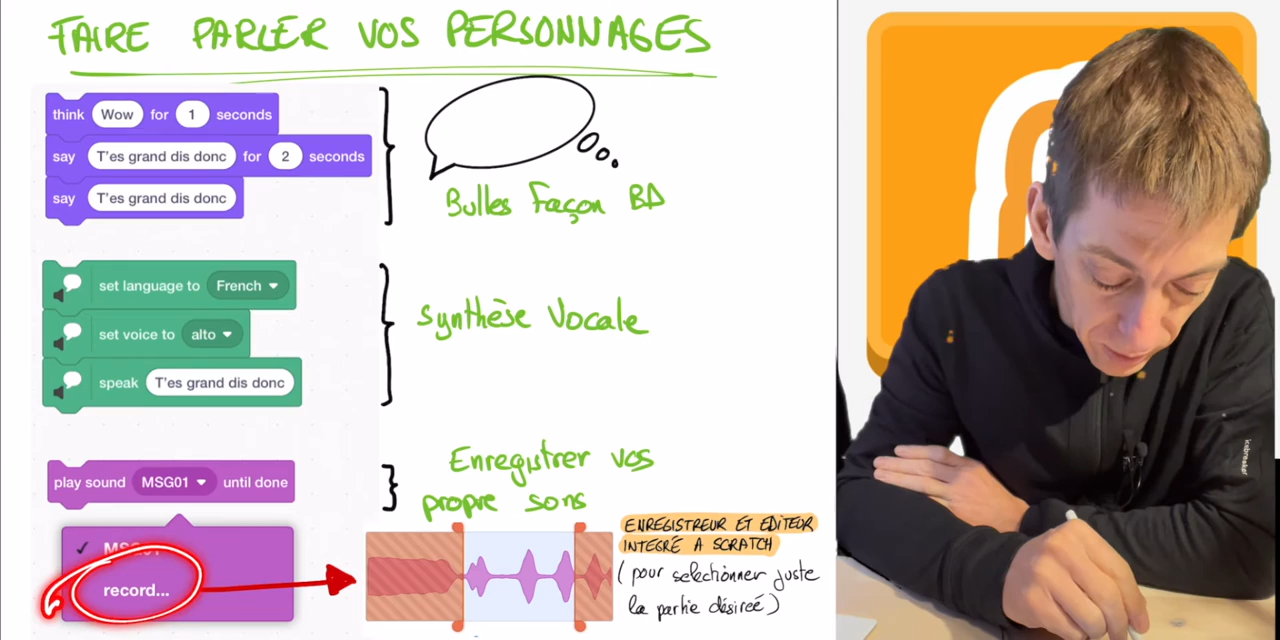 FAIRE PARLER VOS PERSONNAGES
think Wow for 1 seconds
say T'es grand dis donc for 2 seconds
say T'es grand dis donc
Bulles Façon BD
set language to French
set voice to alto
speak T'es grand dis donc
Synthèse Vocale
play sound MSG01 until done
✓ MSG01
record...
Enregistrer vos
propre sons
ENREGISTREUR ET EDITEUR
INTEGRÉ A SCRATCH
(pour selectionner juste
la partie désireé)
icebreaker